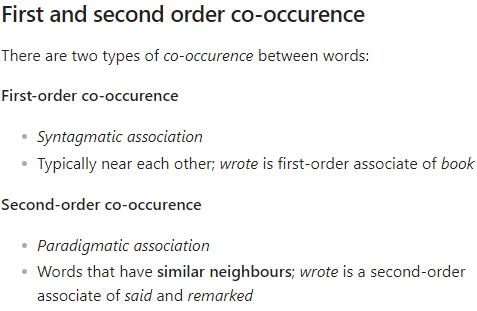 First and second order co-occurence
There are two types of co-occurence between words:
First-order co-occurence
• Syntagmatic association
• Typically near each other; wrote is first-order associate of book
Second-order co-occurence
• Paradigmatic association
• Words that have similar neighbours; wrote is a second-order
associate of said and remarked